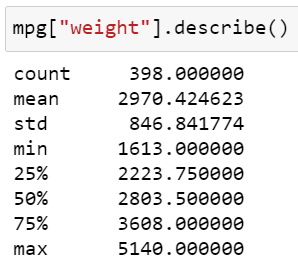 mpg["weight"].describe()
count 398.000000
mean 2970.424623
std 846.841774
min 1613.000000
25% 2223.750000
50% 2803.500000
75% 3608.000000
max 5140.000000